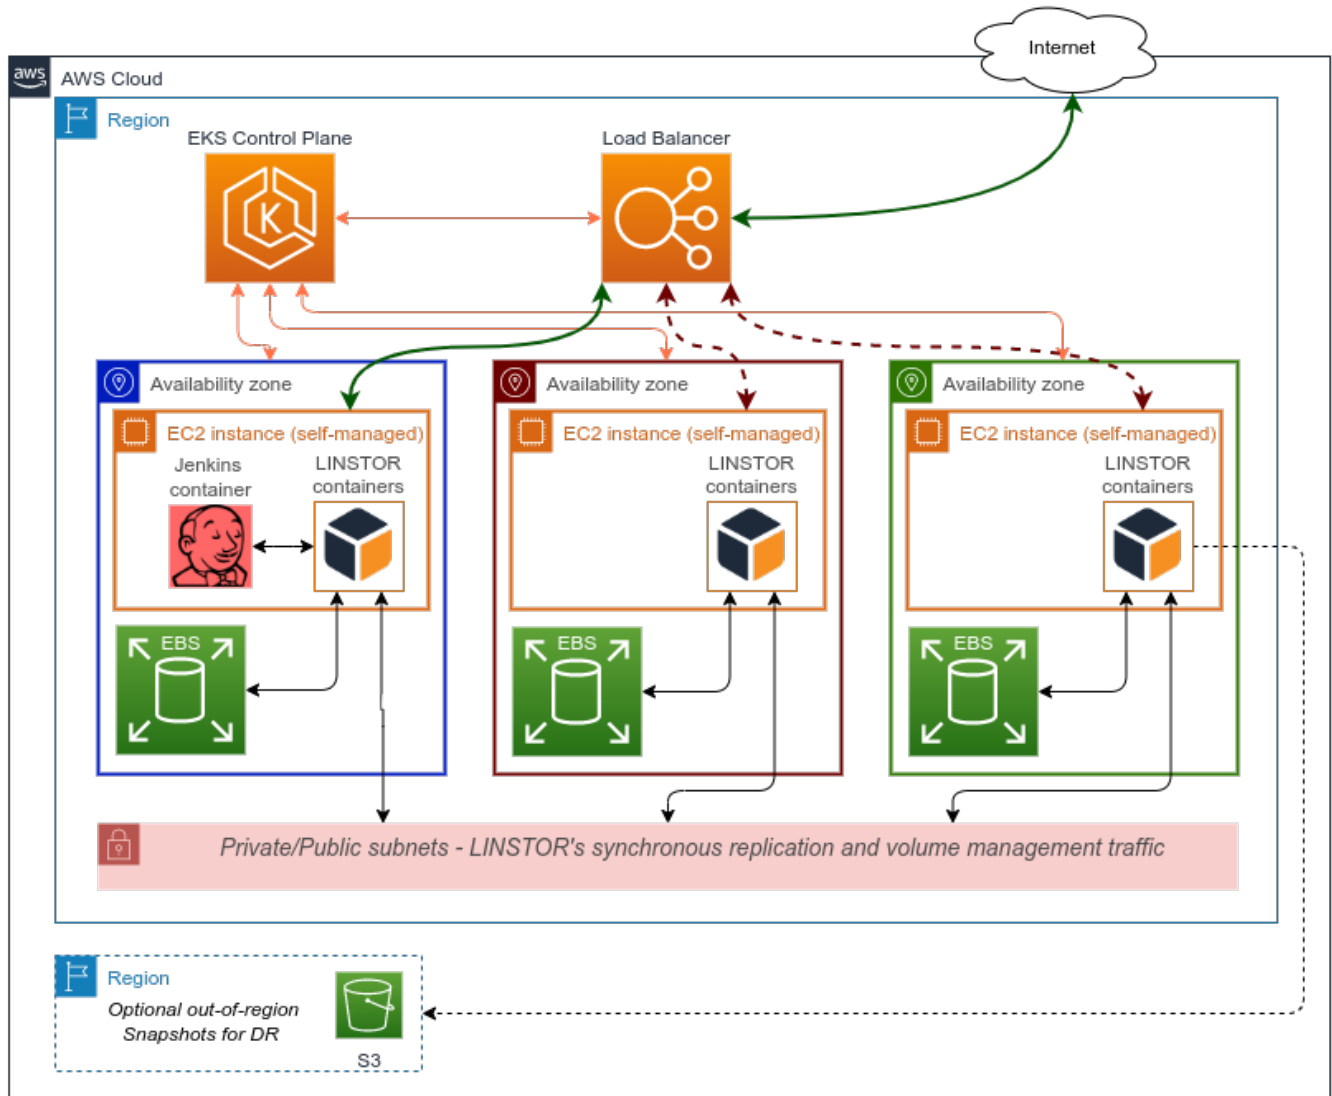 Internet
aws
AWS Cloud
Region
EKS Control Plane
Load Balancer
K
Availability zone
Availability zone
Availability zone
EC2 instance (self-managed)
EC2 instance (self-managed)
EC2 instance (self-managed)
Jenkins
container
LINSTOR
containers
LINSTOR
containers
LINSTOR
containers
EBS
EBS
EBS
Private/Public subnets - LINSTOR's synchronous replication and volume management traffic
Region
Optional out-of-region
Snapshots for DR
S3